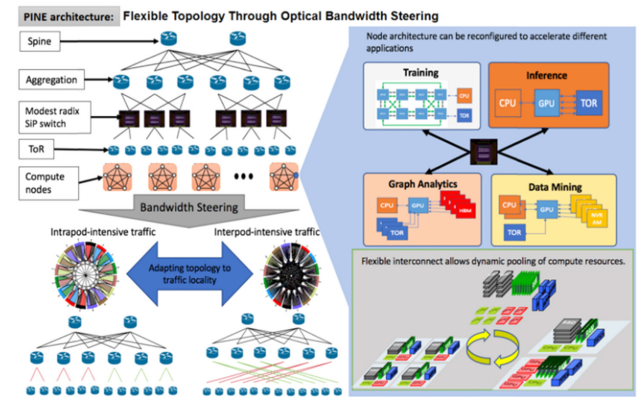 PINE architecture: Flexible Topology Through Optical Bandwidth Steering
Spine
Aggregation
Modest radix
SiP switch
ToR
Compute
nodes
Bandwidth Steering
Intrapod-intensive traffic
Interpod-intensive traffic
Adapting topology to
traffic locality
Node architecture can be reconfigured to accelerate different
applications
Training
CPU
TOR
Inference
CPU
GPU
TOR
Graph Analytics
CPU
GPU
HBM
TOR
Data Mining
CPU
GPU
NVR
AM
TOR
Flexible interconnect allows dynamic pooling of compute resources.